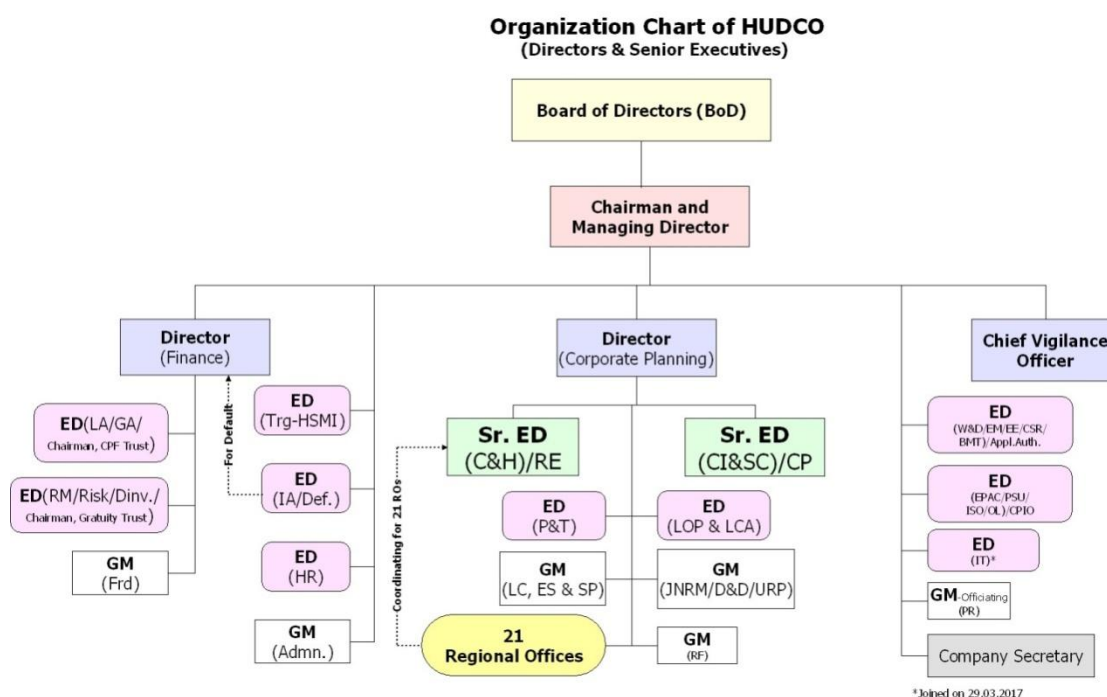 Organization Chart of HUDCO
(Directors & Senior Executives)
Board of Directors (BoD)
Chairman and
Managing Director
Director
(Finance)
Director
(Corporate Planning)
Chief Vigilance
Officer
ED(LA/GA/
Chairman, CPF Trust)
ED(RM/Risk/Dinv./
Chairman, Gratuity Trust)
GM
(Frd)
For Default
ED
(Trg-HSMI)
ED
(IA/Def.)
ED
(HR)
GM
(Admn.)
Coordinating for 21 ROs
Sr. ED
(C&H)/RE
Sr. ED
(CI&SC)/CP
ED
(P&T)
ED
(LOP & LCA)
GM
(LC, ES & SP)
GM
(JNRM/D&D/URP)
21
Regional Offices
GM
(RF)
ED
(W&D/EM/EE/CSR/
BMT)/Appl.Auth.
ED
(EPAC/PSU/
ISO/OL)/CPIO
ED
(IT)*
GM-Officiating
(PR)
Company Secretary
*Joined on 29.03.2017